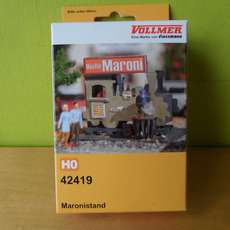 VOLLMER
Eine Marke von VIESSMANN
Heiße Maroni
H0
42419
Maronistand